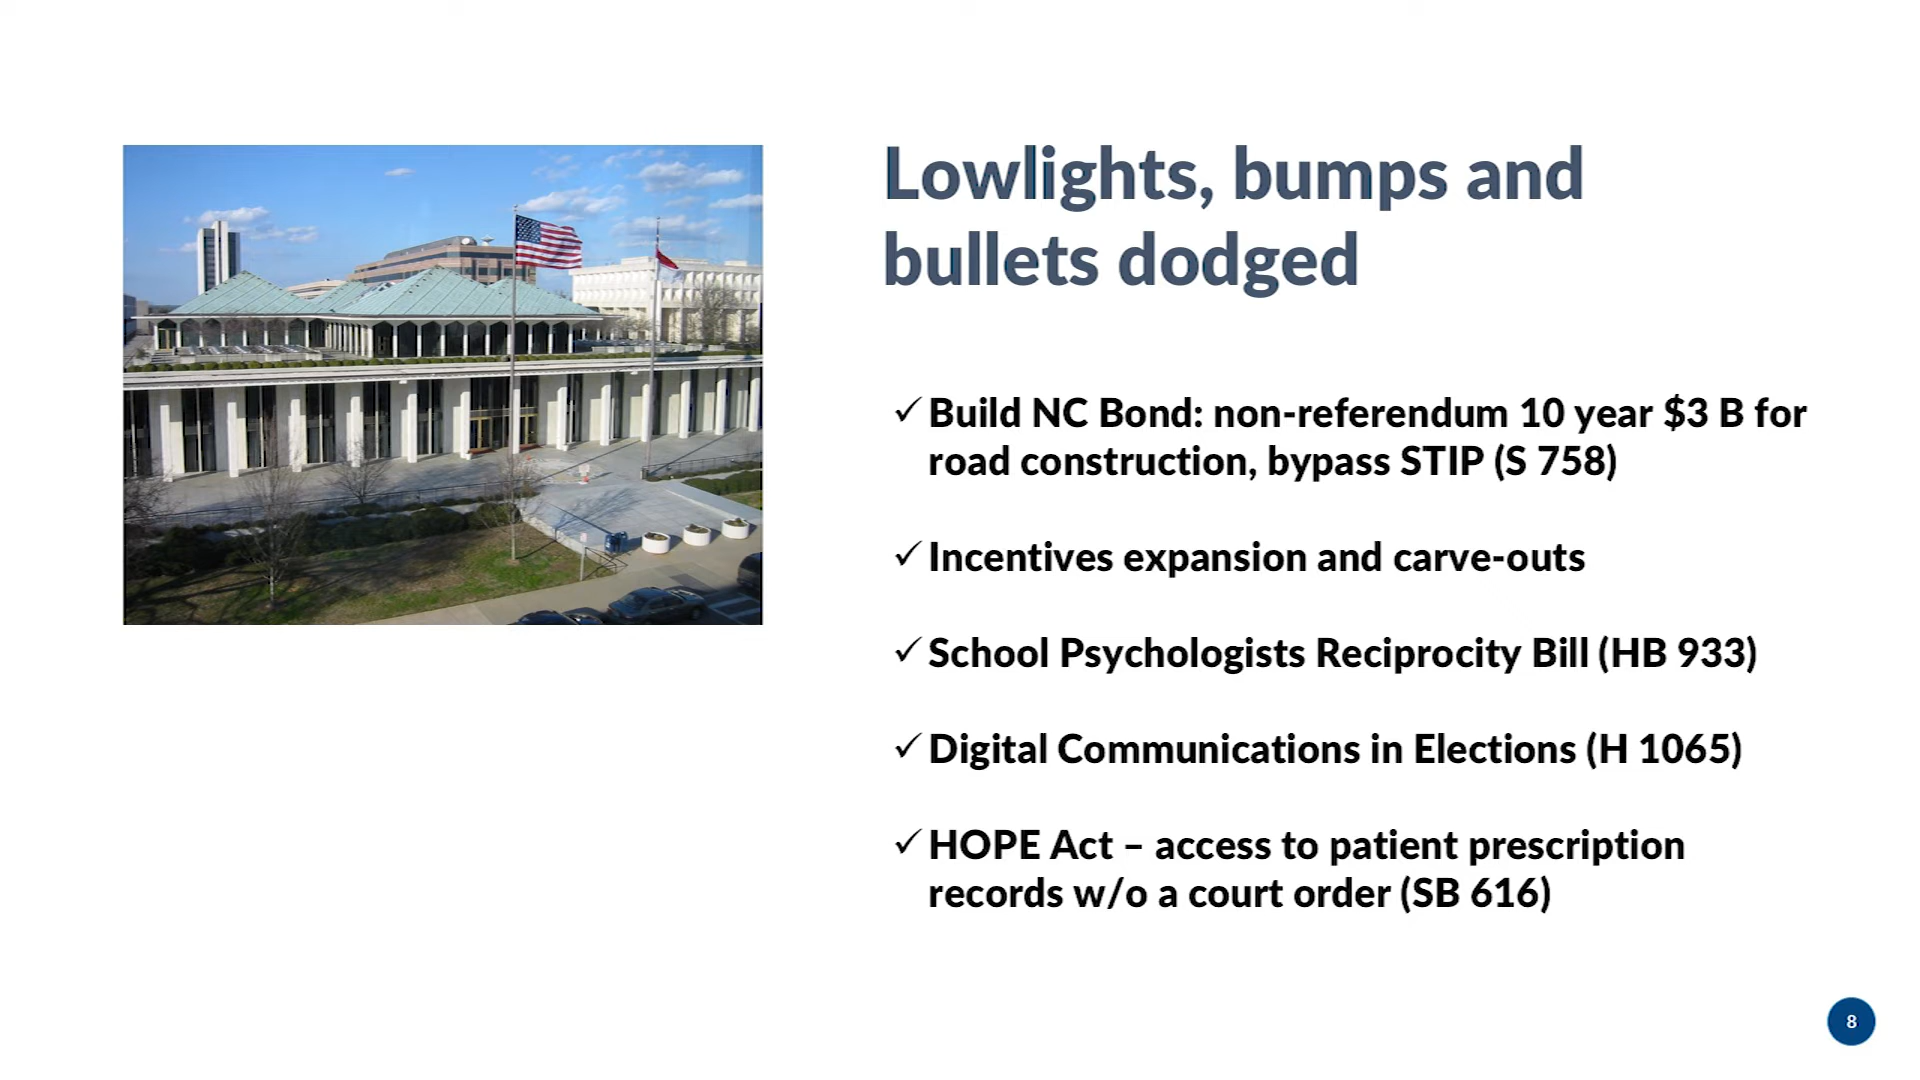 Lowlights, bumps and
bullets dodged
✓ Build NC Bond: non-referendum 10 year $3 B for
road construction, bypass STIP (S 758)
✓ Incentives expansion and carve-outs
✓ School Psychologists Reciprocity Bill (HB 933)
✓ Digital Communications in Elections (H 1065)
✓ HOPE Act – access to patient prescription
records w/o a court order (SB 616)
8